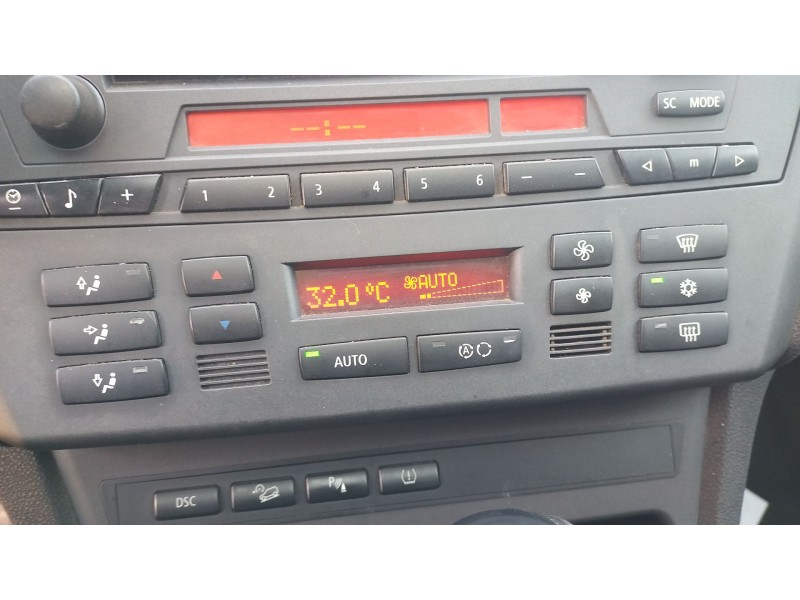 --:--
SC MODE
1 2 3 4 5 6 – –
+
m
32.0 °C AUTO
AUTO
A
DSC
P